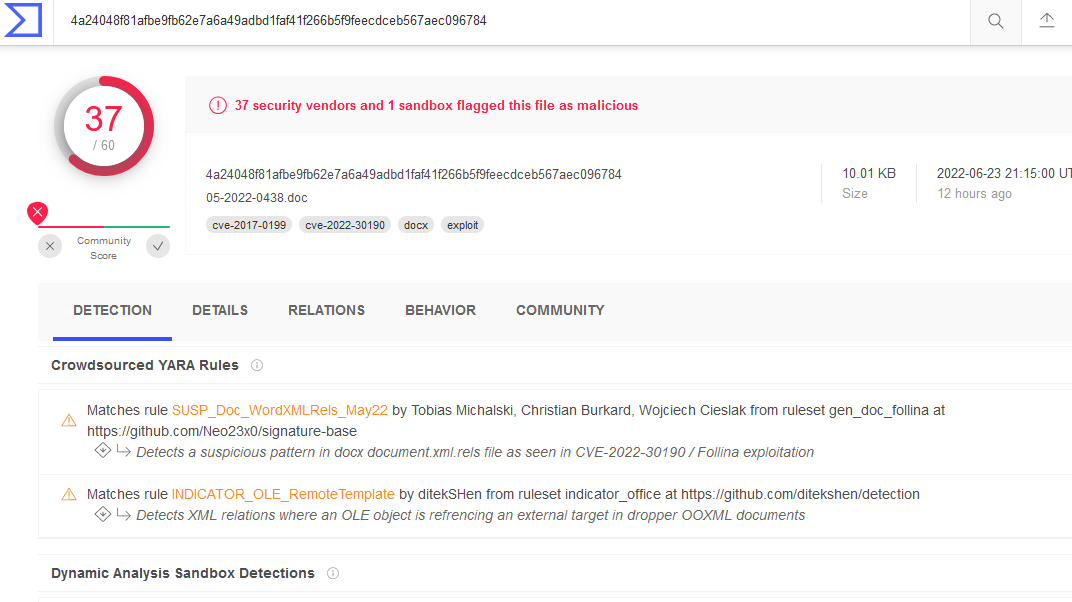 4a24048f81afbe9fb62e7a6a49adbd1faf41f266b5f9feecdceb567aec096784
37
/ 60
37 security vendors and 1 sandbox flagged this file as malicious
4a24048f81afbe9fb62e7a6a49adbd1faf41f266b5f9feecdceb567aec096784
05-2022-0438.doc
cve-2017-0199 cve-2022-30190 docx exploit
10.01 KB
Size
2022-06-23 21:15:00 UT
12 hours ago
Community
Score
DETECTION DETAILS RELATIONS BEHAVIOR COMMUNITY
Crowdsourced YARA Rules
Matches rule SUSP_Doc_WordXMLRels_May22 by Tobias Michalski, Christian Burkard, Wojciech Cieslak from ruleset gen_doc_follina at
https://github.com/Neo23x0/signature-base
Detects a suspicious pattern in docx document.xml.rels file as seen in CVE-2022-30190 / Follina exploitation
Matches rule INDICATOR_OLE_RemoteTemplate by ditekSHen from ruleset indicator_office at https://github.com/ditekshen/detection
Detects XML relations where an OLE object is refrencing an external target in dropper OOXML documents
Dynamic Analysis Sandbox Detections